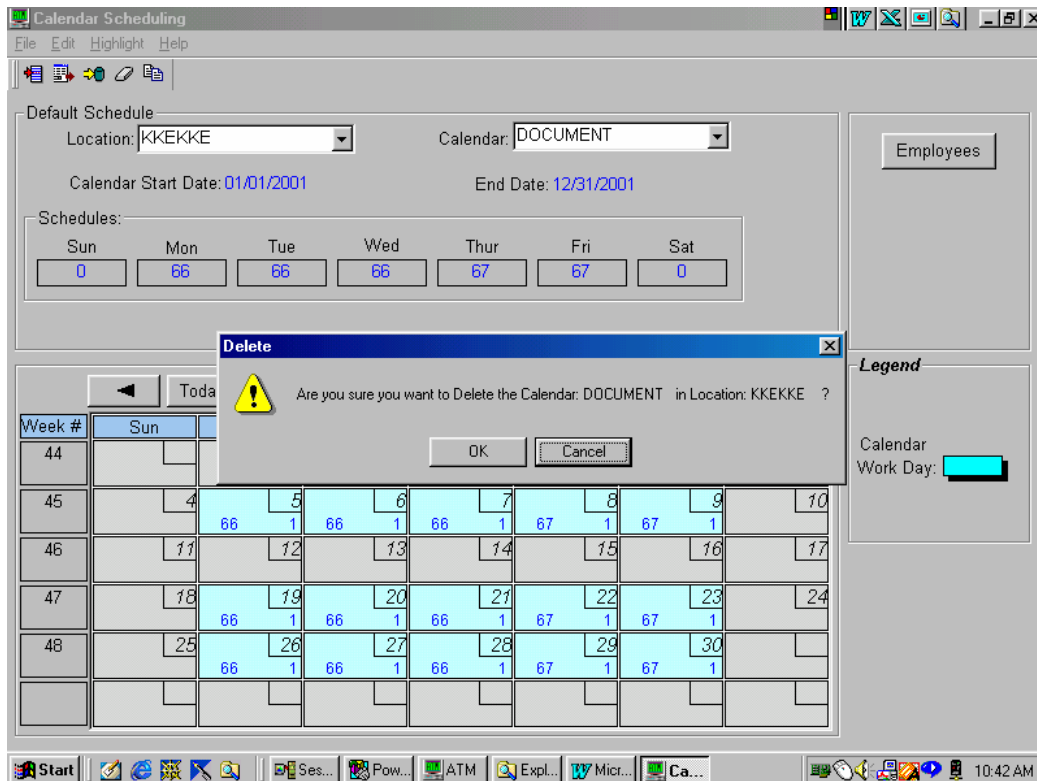 Calendar Scheduling
File Edit Highlight Help
Default Schedule
Location: KKEKKE Calendar: DOCUMENT
Employees
Calendar Start Date: 01/01/2001 End Date: 12/31/2001
Schedules:
Sun Mon Tue Wed Thur Fri Sat
0 66 66 66 67 67 0
Delete
Are you sure you want to Delete the Calendar: DOCUMENT in Location: KKEKKE ?
OK Cancel
Legend
Calendar
Work Day:
Toda
Week # Sun
44
45 4 5 6 7 8 9 10
66 1 66 1 66 1 67 1 67 1
46 11 12 13 14 15 16 17
47 18 19 20 21 22 23 24
66 1 66 1 66 1 67 1 67 1
48 25 26 27 28 29 30
66 1 66 1 66 1 67 1 67 1
Start Ses... Pow... ATM Expl... Micr... Ca... 10:42 AM